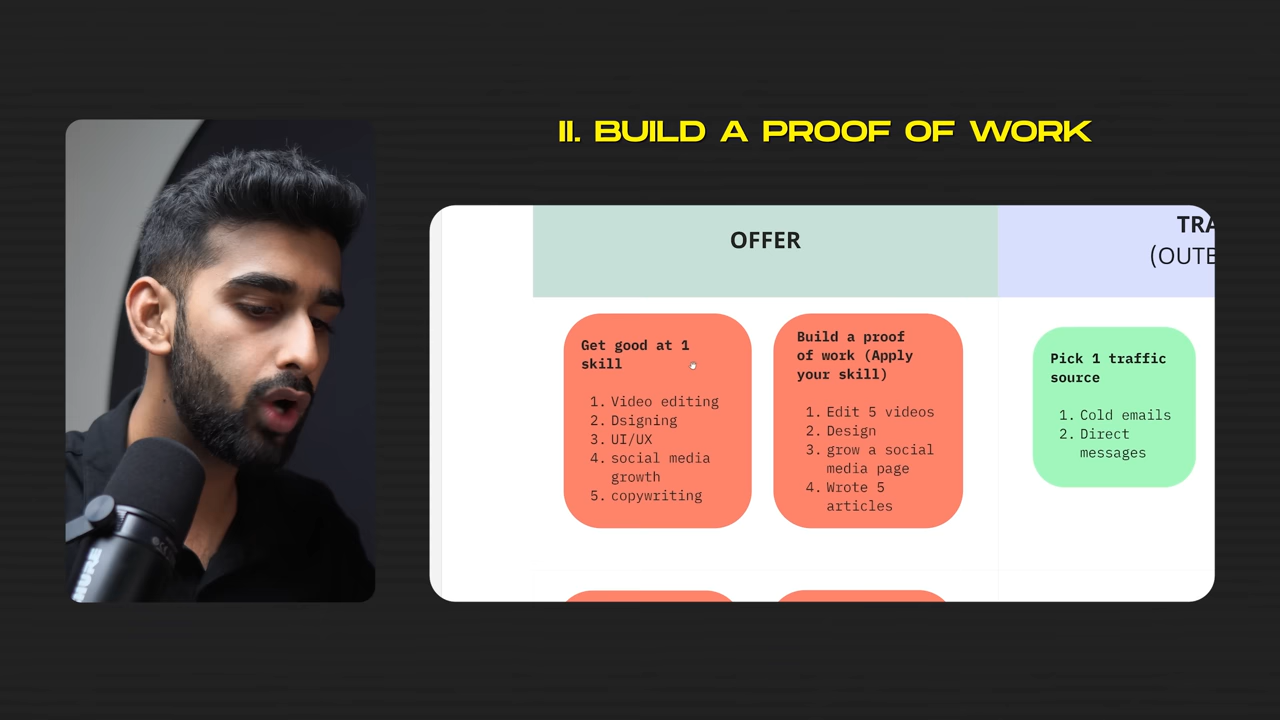 II. BUILD A PROOF OF WORK
OFFER
TRA
(OUTB
Get good at 1
skill
1. Video editing
2. Dsigning
3. UI/UX
4. social media
growth
5. copywriting
Build a proof
of work (Apply
your skill)
1. Edit 5 videos
2. Design
3. grow a social
media page
4. Wrote 5
articles
Pick 1 traffic
source
1. Cold emails
2. Direct
messages